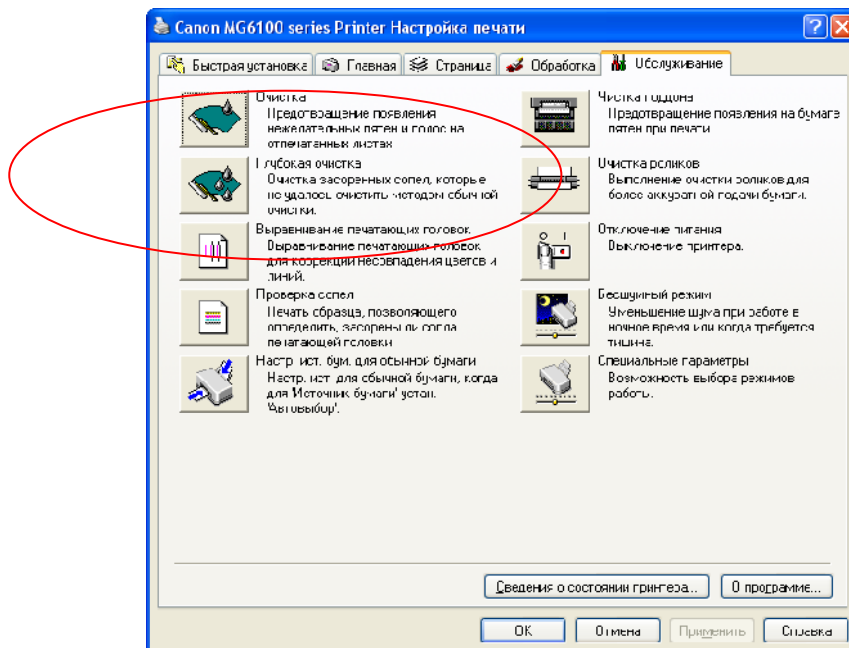 Canon MG6100 series Printer Настройка печати
Быстрая установка Главная Страница Обработка Обслуживание
Очистка
Предотвращение появления
нежелательных пятен и полос на
отпечатанных листах
Глубокая очистка
Очистка засоренных сопел, которые
не удалось очистить методом обычной
очистки.
Выравнивание печатающих головок
Выравнивание печатающих головок
для коррекции несовпадения цветов и
линий.
Проверка сопел
Печать образца, позволяющего
определить, засорены ли сопла
печатающей головки
Настр. ист. бум. для обычной бумаги
Настр. ист. для обычной бумаги, когда
для 'Источник бумаги' устан.
'Автовыбор'.
Чистка поддона
Предотвращение появления на бумаге
пятен при печати
Очистка роликов
Выполнение очистки роликов для
более аккуратной подачи бумаги.
Отключение питания
Выключение принтера.
Бесшумный режим
Уменьшение шума при работе в
ночное время или когда требуется
тишина.
Специальные параметры
Возможность выбора режимов
работы.
Сведения о состоянии принтера... О программе...
OK Отмена Применить Справка